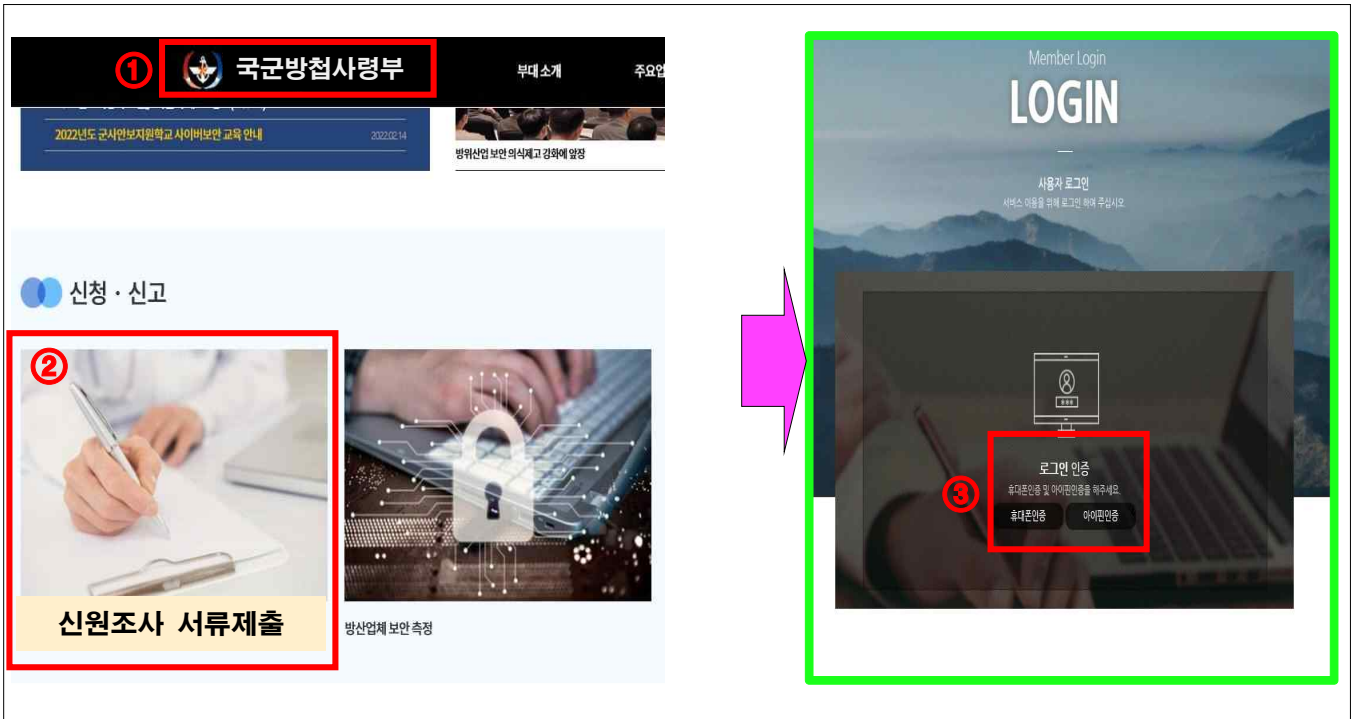 ① 국군방첩사령부 부대소개 주요업
2022년도 군사안보지원학교 사이버보안 교육 안내 2022.02.14
방위산업 보안 의식제고 강화에 앞장
신청 · 신고
②
신원조사 서류제출
방산업체 보안 측정
Member Login
LOGIN
사용자 로그인
서비스 이용을 위해 로그인 하여 주십시오
로그인 인증
③ 휴대폰인증 및 아이핀인증을 해주세요.
휴대폰인증 아이핀인증